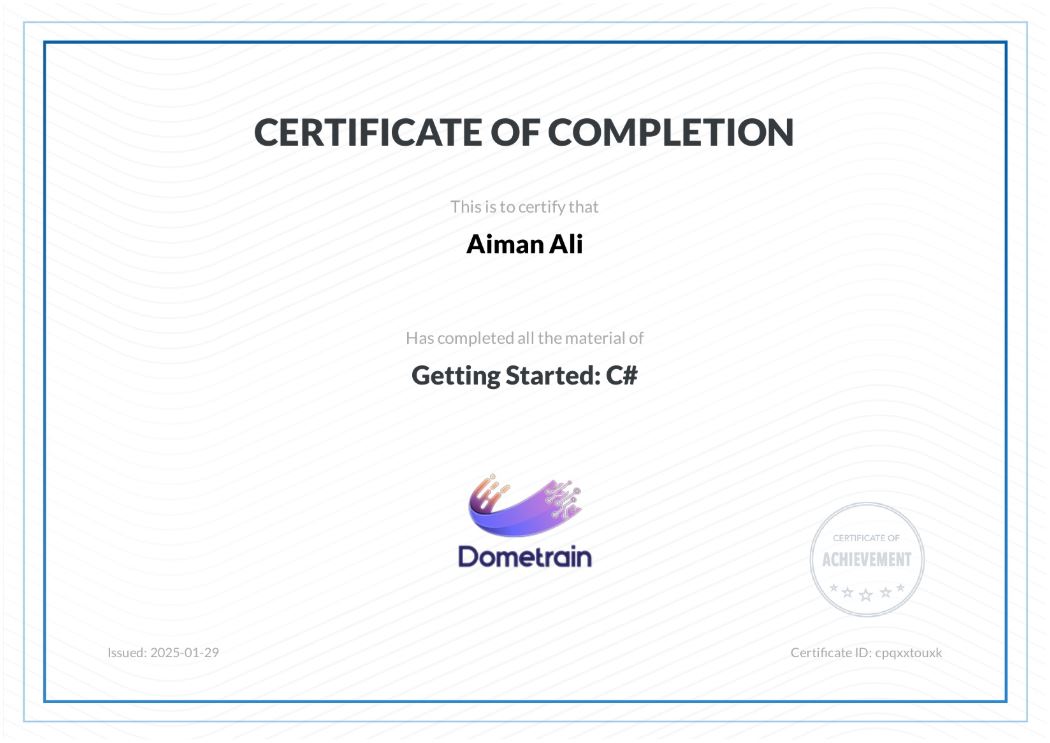 CERTIFICATE OF COMPLETION
This is to certify that
Aiman Ali
Has completed all the material of
Getting Started: C#
Dometrain
CERTIFICATE OF
ACHIEVEMENT
Issued: 2025-01-29
Certificate ID: cpqxxtouxk